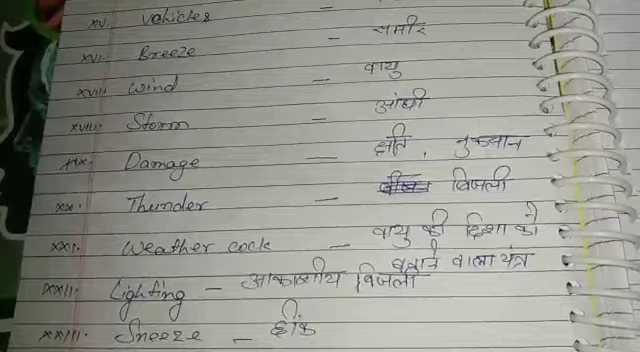 xv. Vehicles -
xvi. Breeze - समीर
xvii. Wind - वायु
xviii. Storm - आंधी
xix. Damage - क्षति, नुकसान
xx. Thunder - बिजली
xxi. Weather cock - वायु की दिशा को
बताने वाला यंत्र
xxii. Lighting - आकाशीय बिजली
xxiii. Sneeze - छींक